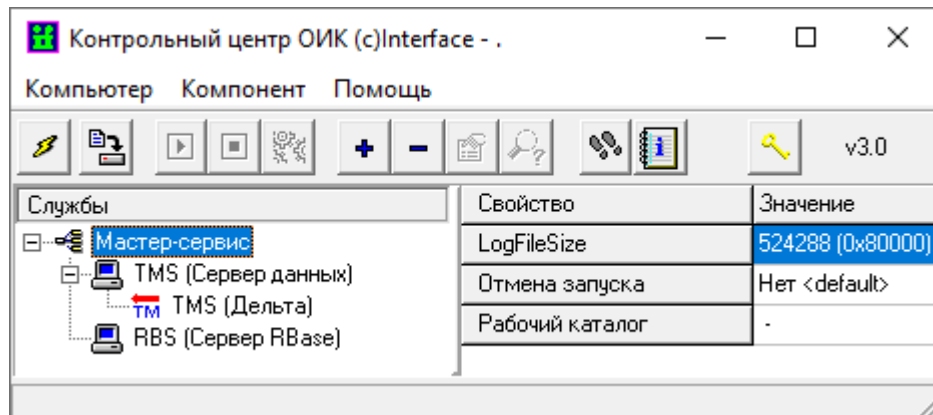 Контрольный центр ОИК (c)Interface - .
Компьютер Компонент Помощь
v3.0
Службы
Свойство Значение
Мастер-сервис
LogFileSize 524288 (0x80000)
TMS (Сервер данных)
Отмена запуска Нет <default>
TM TMS (Дельта)
Рабочий каталог -
RBS (Сервер RBase)